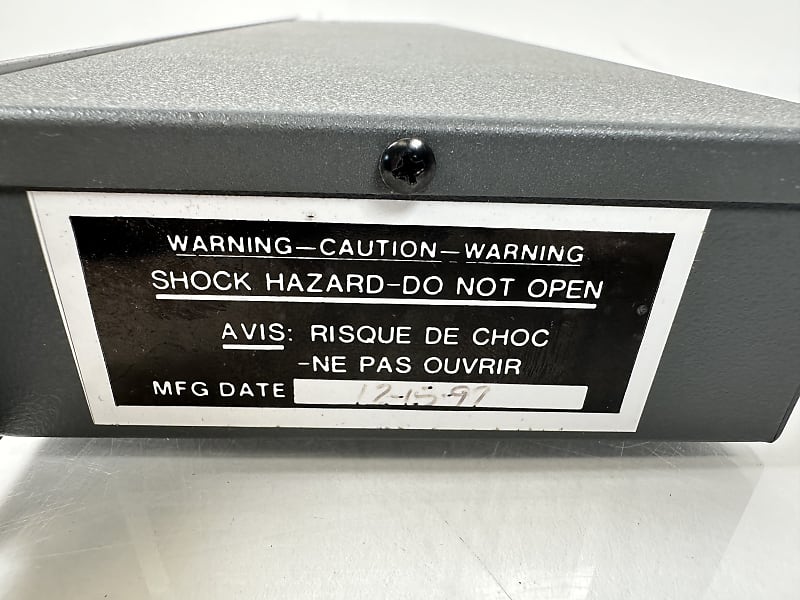 WARNING—CAUTION—WARNING
SHOCK HAZARD-DO NOT OPEN
AVIS: RISQUE DE CHOC
-NE PAS OUVRIR
MFG DATE 12-15-97